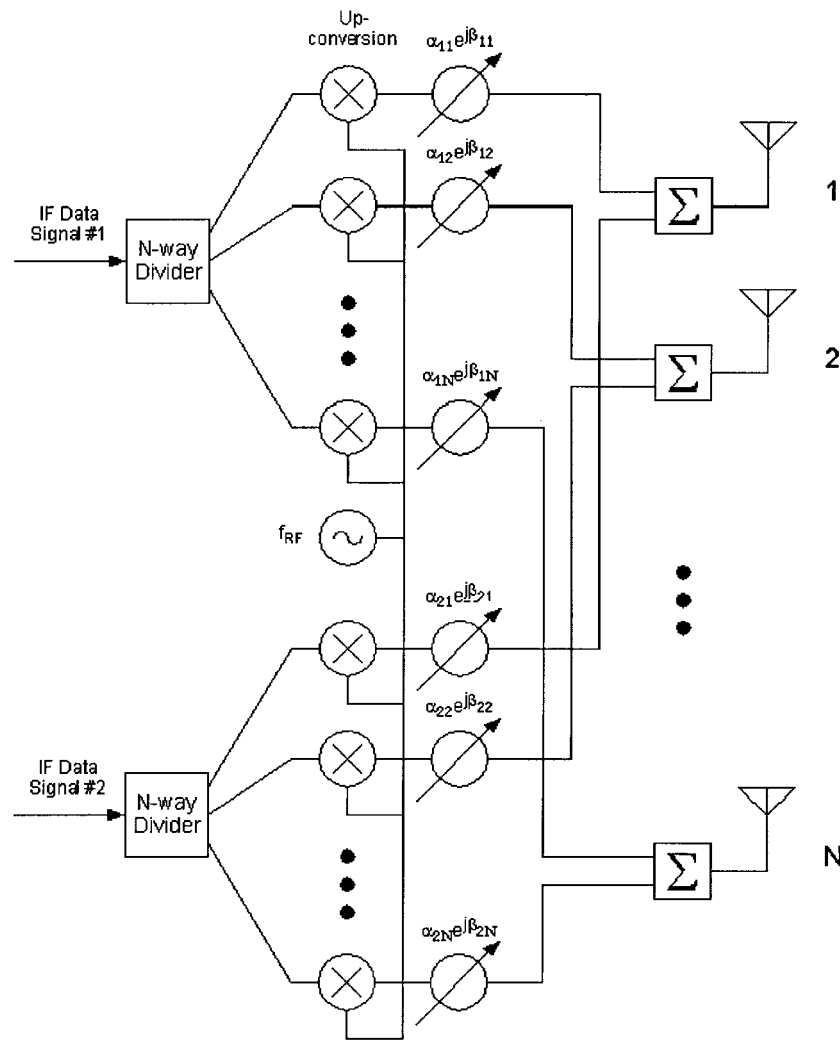 Up-
conversion
α₁₁eʲᵝ¹¹
α₁₂eʲᵝ¹²
1
IF Data
Signal #1
N-way
Divider
Σ
2
Σ
α₁ₙeʲᵝ¹ᴺ
f_RF
α₂₁eʲᵝ²¹
α₂₂eʲᵝ²²
IF Data
Signal #2
N-way
Divider
N
Σ
α₂ₙeʲᵝ²ᴺ